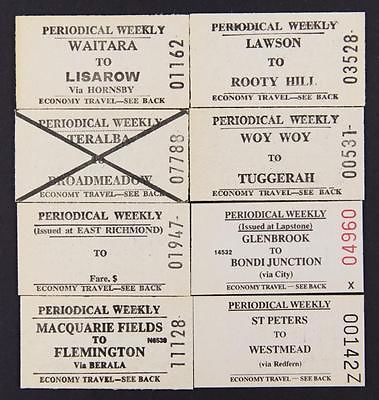 PERIODICAL WEEKLY
WAITARA
TO
LISAROW
Via HORNSBY
ECONOMY TRAVEL—SEE BACK
01162
PERIODICAL WEEKLY
LAWSON
TO
ROOTY HILL
ECONOMY TRAVEL—SEE BACK
03528-
PERIODICAL WEEKLY
TERALBA
TO
BROADMEADOW
ECONOMY TRAVEL—SEE BACK
07788
PERIODICAL WEEKLY
WOY WOY
TO
TUGGERAH
ECONOMY TRAVEL—SEE BACK
00531-
PERIODICAL WEEKLY
(Issued at EAST RICHMOND)
TO
Fare. $
ECONOMY TRAVEL—SEE BACK
01947-
PERIODICAL WEEKLY
(Issued at Lapstone)
GLENBROOK
14532 TO
BONDI JUNCTION
(via City)
ECONOMY TRAVEL — SEE BACK X
04960
PERIODICAL WEEKLY
MACQUARIE FIELDS
TO N6539
FLEMINGTON
Via BERALA
ECONOMY TRAVEL—SEE BACK
11128-
PERIODICAL WEEKLY
ST PETERS
TO
WESTMEAD
(via Redfern)
ECONOMY TRAVEL — SEE BACK
00142Z